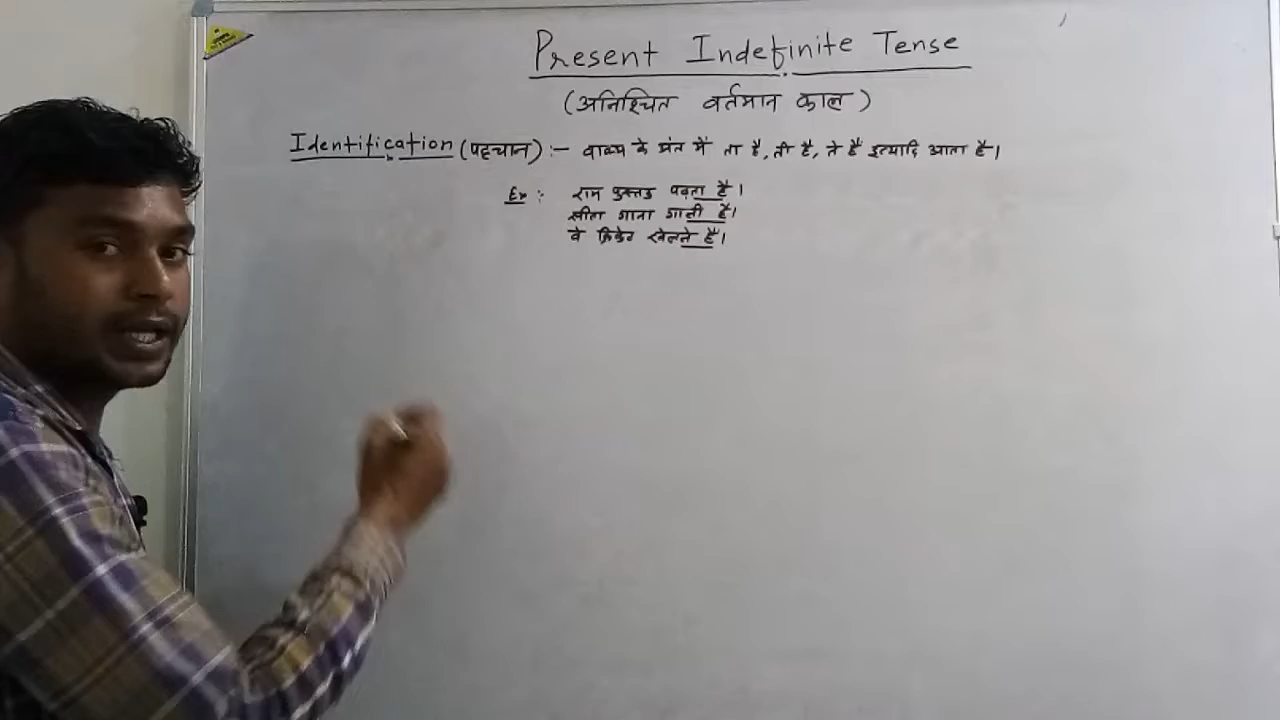 Present Indefinite Tense
(अनिश्चित वर्तमान काल)
Identification (पहचान) :- वाक्य के अंत में ता है, ती है, ते हैं इत्यादि आता है।
Ex : राम पुस्तक पढ़ता है।
सीता गाना गाती है।
वे क्रिकेट खेलते हैं।